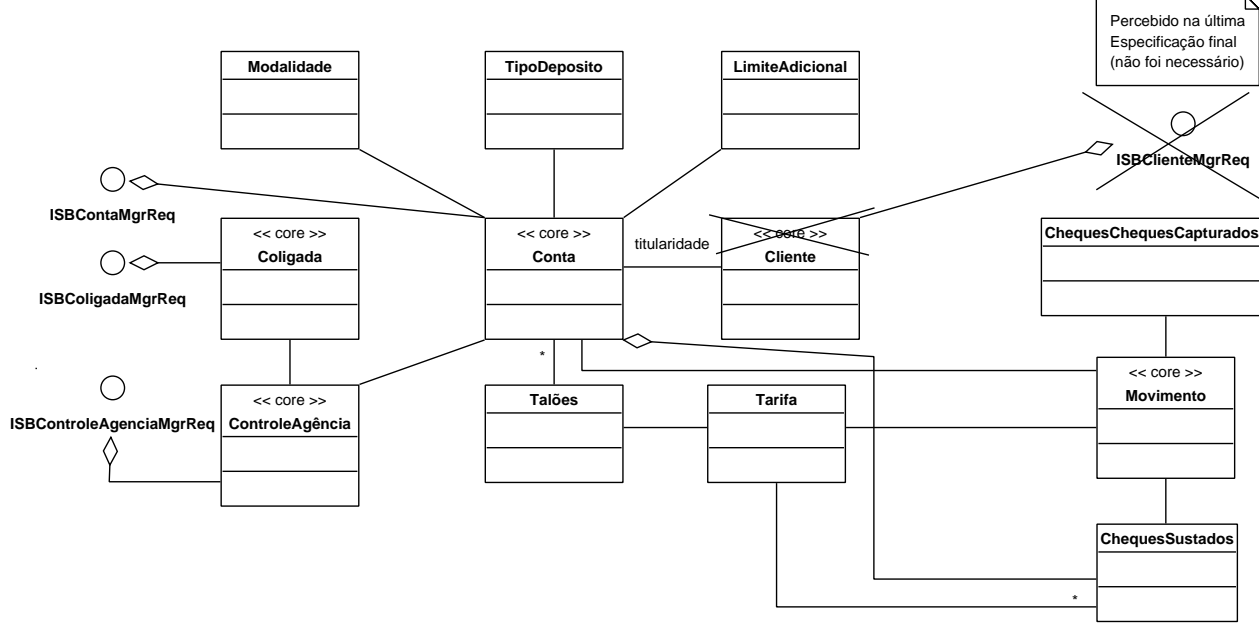 Percebido na última
Especificação final
(não foi necessário)
Modalidade
TipoDeposito
LimiteAdicional
ISBClienteMgrReq
ISBContaMgrReq
<< core >>
Coligada
<< core >>
Conta
titularidade
<< core >>
Cliente
ChequesChequesCapturados
ISBColigadaMgrReq
*
ISBControleAgenciaMgrReq
<< core >>
ControleAgência
Talões
Tarifa
<< core >>
Movimento
ChequesSustados
*